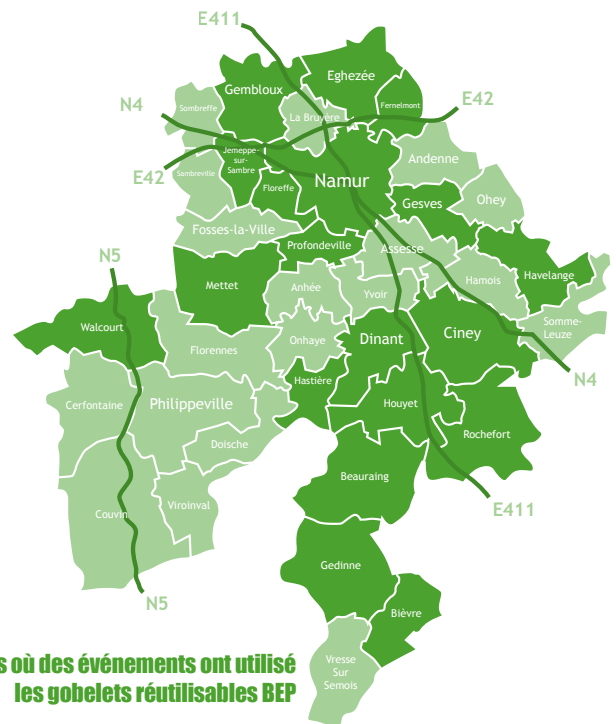 E411
Eghezée
Gembloux
Fernelmont
Sombreffe
N4
La Bruyère
E42
Jemeppe-
sur-
Sambre
Andenne
E42
Sambreville
Namur
Floreffe
Gesves
Ohey
Fosses-la-Ville
Profondeville
Assesse
N5
Mettet
Anhée
Yvoir
Hamois
Havelange
Walcourt
Florennes
Onhaye
Dinant
Ciney
Somme-
Leuze
N4
Hastière
Cerfontaine
Philippeville
Houyet
Rochefort
Doische
Beauraing
Couvin
Viroinval
E411
N5
Gedinne
Bièvre
Vresse
Sur
Semois
s où des événements ont utilisé
les gobelets réutilisables BEP